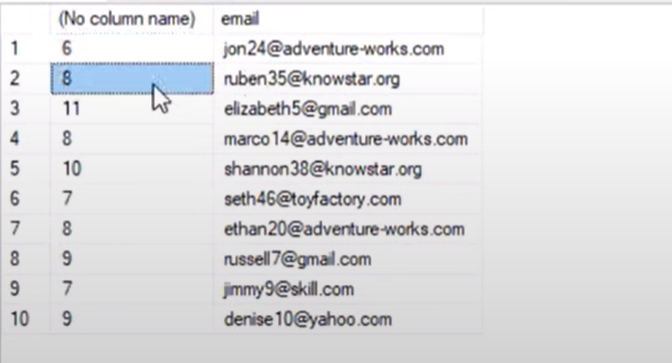 (No column name) email
1 6 jon24@adventure-works.com
2 8 ruben35@knowstar.org
3 11 elizabeth5@gmail.com
4 8 marco14@adventure-works.com
5 10 shannon38@knowstar.org
6 7 seth46@toyfactory.com
7 8 ethan20@adventure-works.com
8 9 russell7@gmail.com
9 7 jimmy9@skill.com
10 9 denise10@yahoo.com